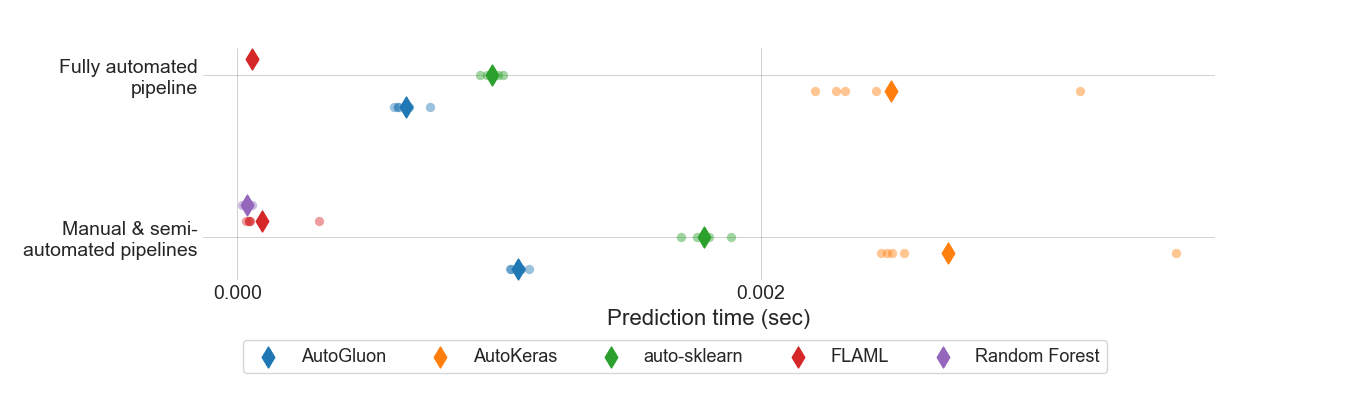 Fully automated
pipeline
Manual & semi-
automated pipelines
0.000 0.002
Prediction time (sec)
AutoGluon AutoKeras auto-sklearn FLAML Random Forest